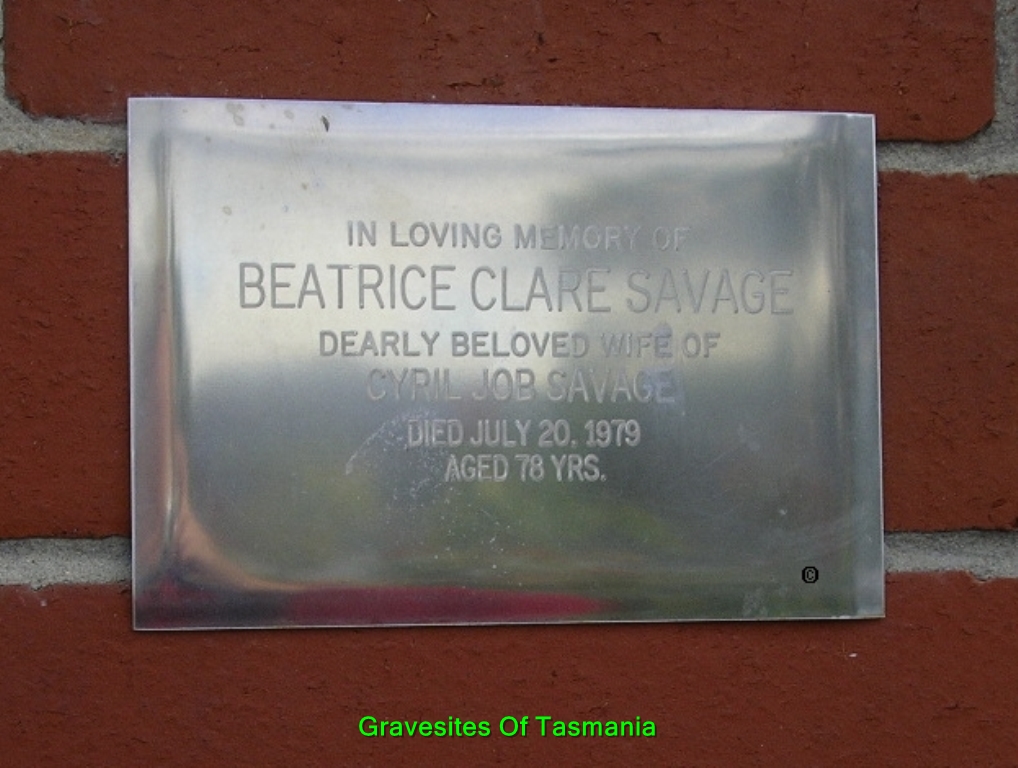 IN LOVING MEMORY OF
BEATRICE CLARE SAVAGE
DEARLY BELOVED WIFE OF
CYRIL JOB SAVAGE
DIED JULY 20. 1979
AGED 78 YRS.
©
Gravesites Of Tasmania